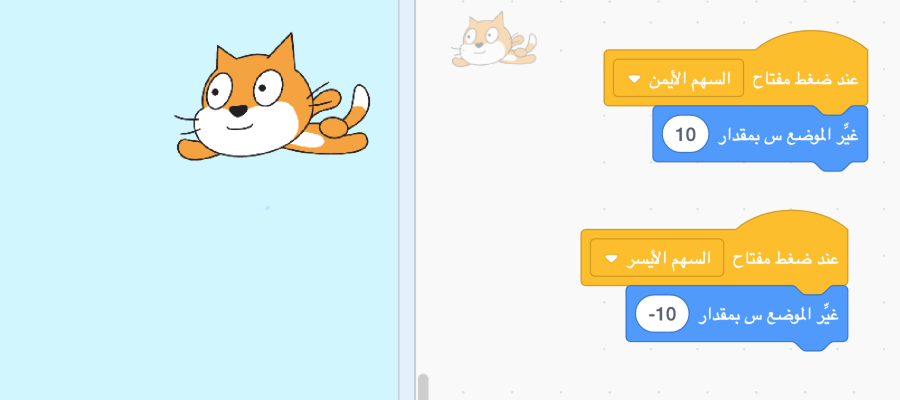 عند ضغط مفتاح السهم الأيمن
غيِّر الموضع س بمقدار 10
عند ضغط مفتاح السهم الأيسر
غيِّر الموضع س بمقدار -10